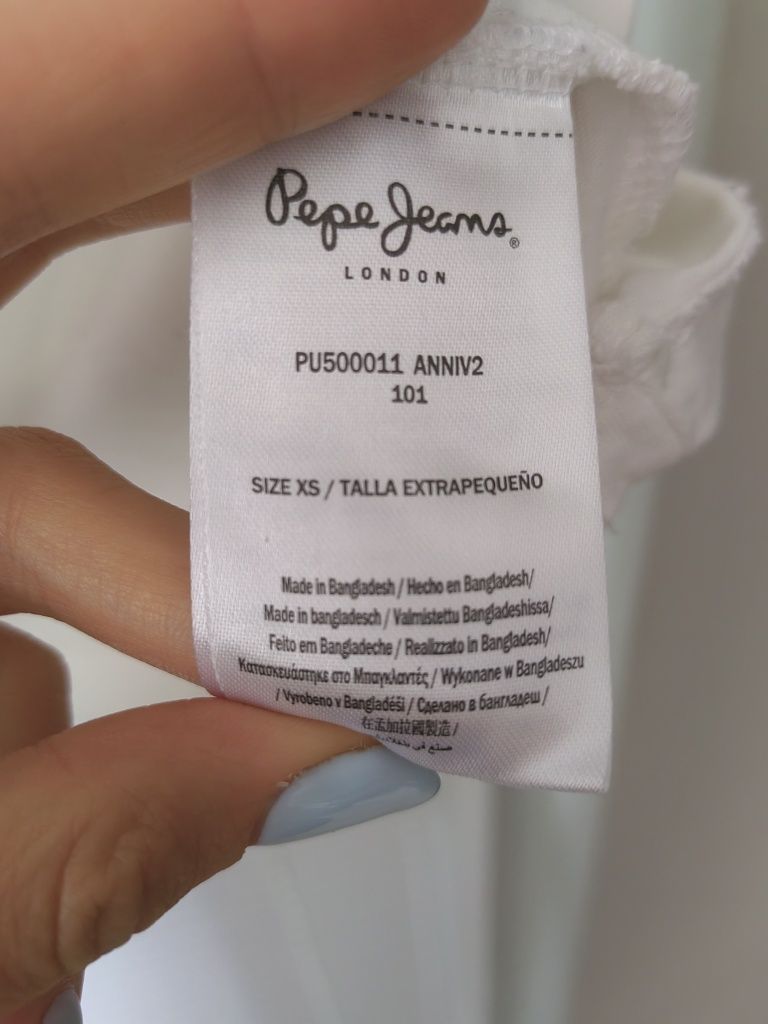 Pepe Jeans®
LONDON
PU500011 ANNIV2
101
SIZE XS / TALLA EXTRAPEQUEÑO
Made in Bangladesh / Hecho en Bangladesh/
Made in bangladesch / Valmistettu Bangladeshissa/
Feito em Bangladeche / Realizzato in Bangladesh/
Κατασκευάστηκε στο Μπαγκλαντές / Wykonane w Bangladeszu
/ Vyrobeno v Bangladéši / Сделано в бангладеш /
在孟加拉國製造/
صنع في